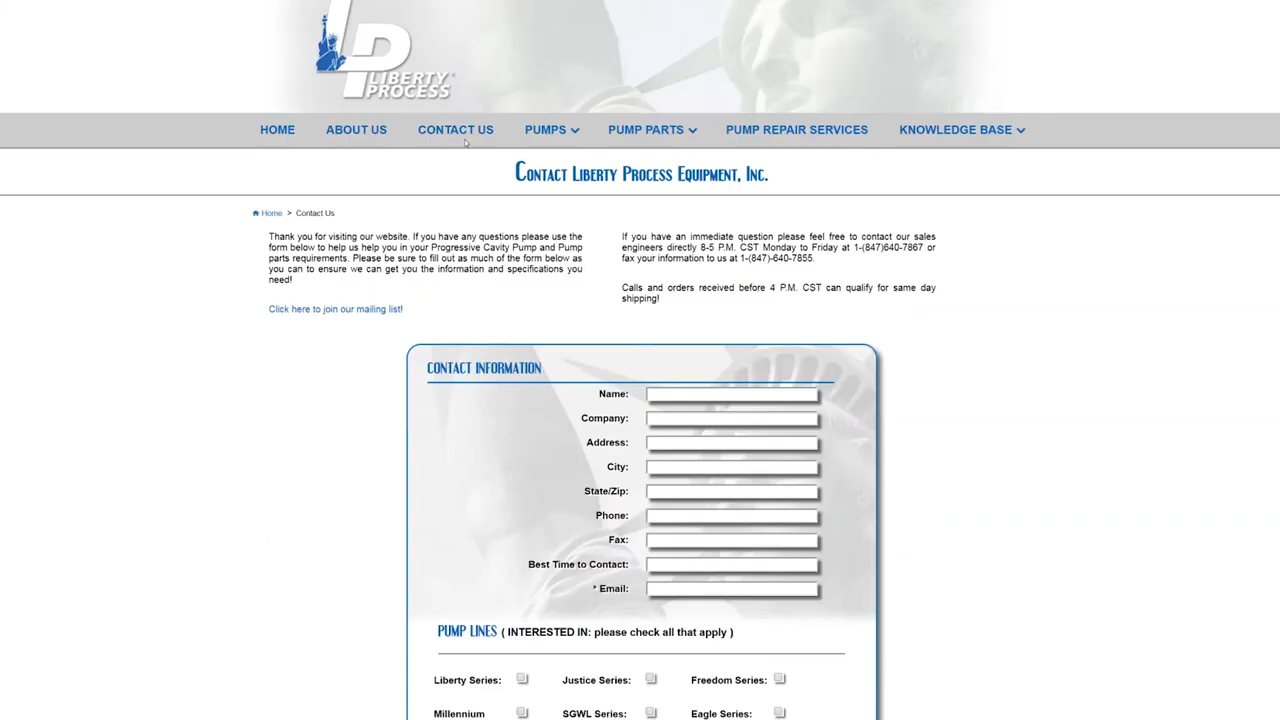 LP
LIBERTY
PROCESS
HOME ABOUT US CONTACT US PUMPS PUMP PARTS PUMP REPAIR SERVICES KNOWLEDGE BASE
Contact Liberty Process Equipment, Inc.
Home > Contact Us
Thank you for visiting our website. If you have any questions please use the
form below to help us help you in your Progressive Cavity Pump and Pump
parts requirements. Please be sure to fill out as much of the form below as
you can to ensure we can get you the information and specifications you
need!
Click here to join our mailing list!
If you have an immediate question please feel free to contact our sales
engineers directly 8-5 P.M. CST Monday to Friday at 1-(847)640-7867 or
fax your information to us at 1-(847)-640-7855.
Calls and orders received before 4 P.M. CST can qualify for same day
shipping!
CONTACT INFORMATION
Name:
Company:
Address:
City:
State/Zip:
Phone:
Fax:
Best Time to Contact:
* Email:
PUMP LINES ( INTERESTED IN: please check all that apply )
Liberty Series: Justice Series: Freedom Series:
Millennium SGWL Series: Eagle Series: